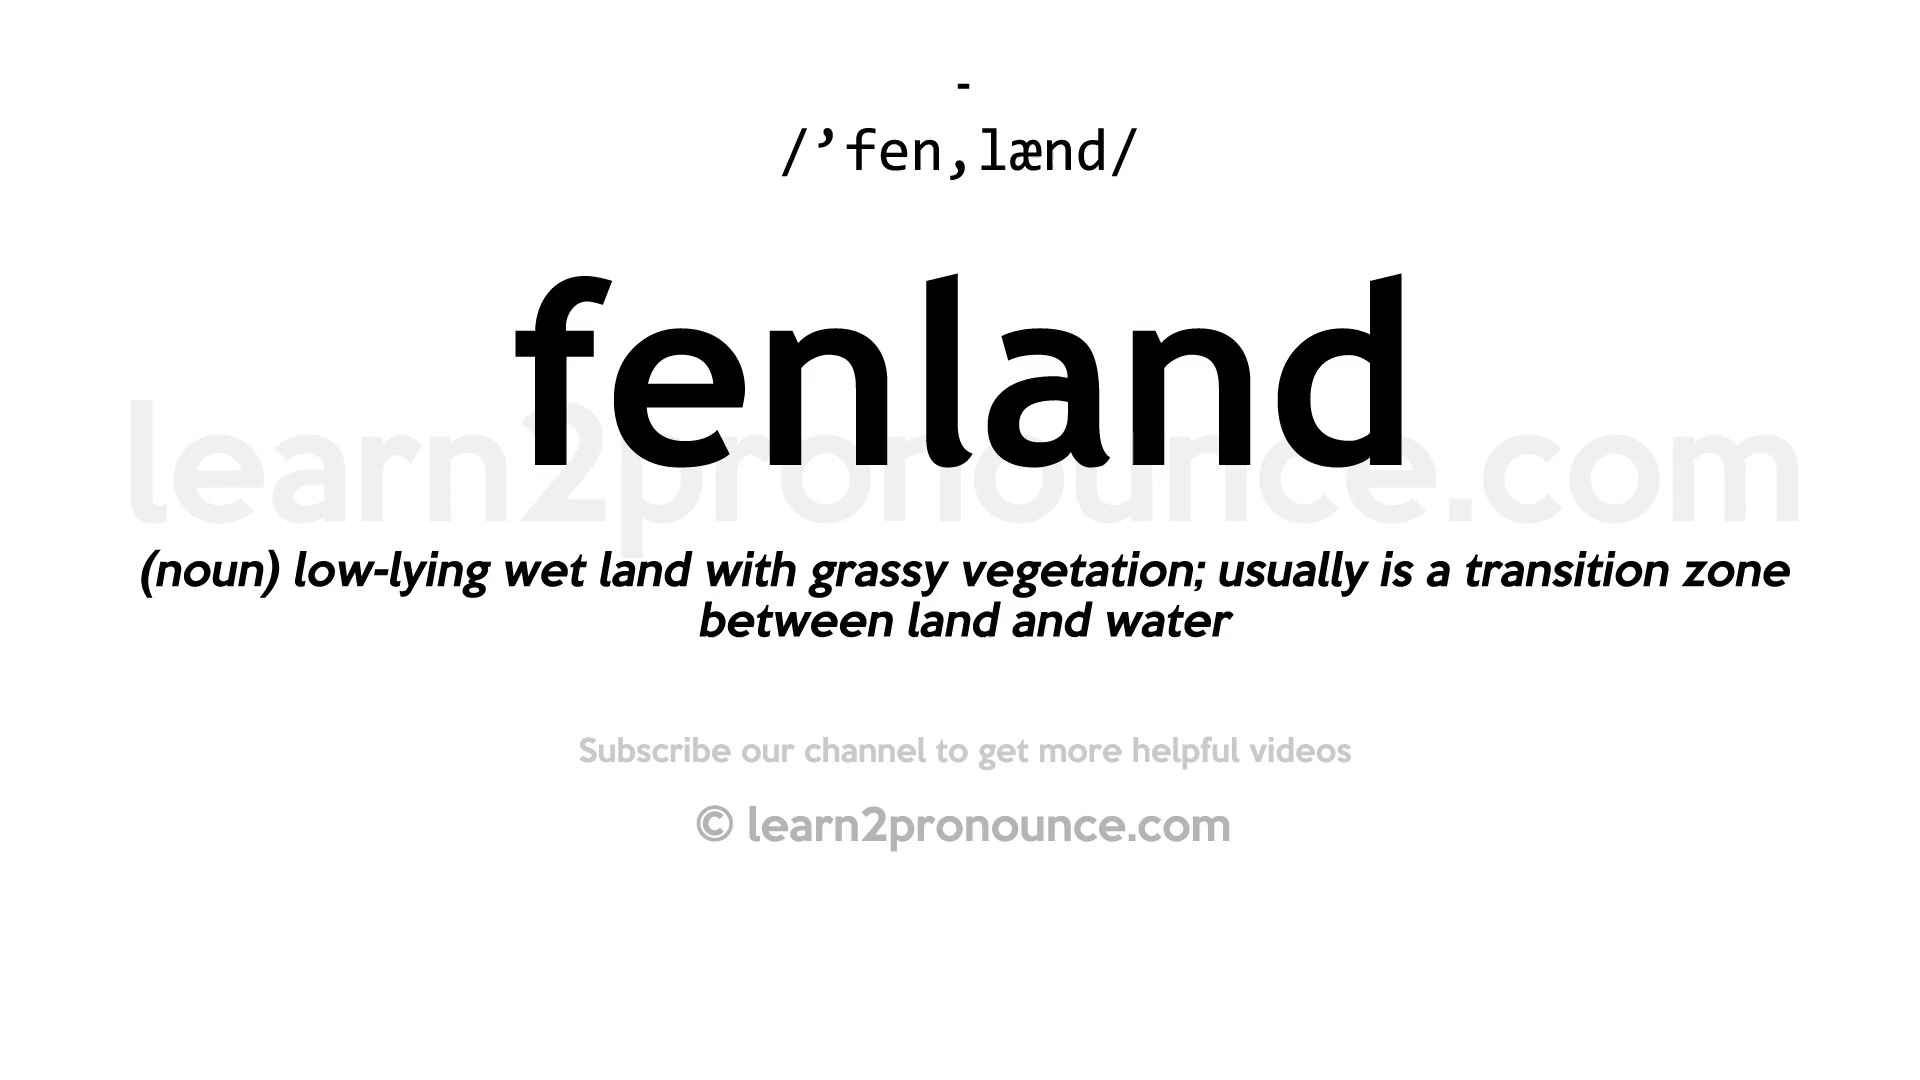 -
/’fen,lænd/
fenland
learn2pronounce.com
(noun) low-lying wet land with grassy vegetation; usually is a transition zone
between land and water
Subscribe our channel to get more helpful videos
© learn2pronounce.com